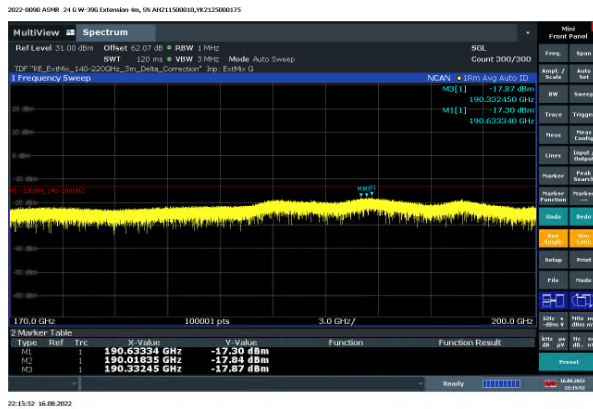 2022-0090 ASMR 24 G W-39G Extension 4m, SN AH211500018,YK2125000175
MultiView Spectrum
Mini Front Panel
Ref Level 31.00 dBm Offset 62.07 dB RBW 1 MHz SGL
SWT 120 ms VBW 3 MHz Mode Auto Sweep Count 300/300
TDF "RE_ExtMix_140-220GHz_3m_Delta_Correction" Inp: ExtMix G
1 Frequency Sweep NCAN 1Rm Avg Auto ID
M3[1] -17.87 dBm
190.332450 GHz
M1[1] -17.30 dBm
190.633340 GHz
170.0 GHz 100001 pts 3.0 GHz/ 200.0 GHz
2 Marker Table
Type Ref Trc X-Value Y-Value Function Function Result
M1 1 190.63334 GHz -17.30 dBm
M2 1 190.01835 GHz -17.84 dBm
M3 1 190.33245 GHz -17.87 dBm
Ready
16.08.2022
22:15:52
Freq. Span
Ampt. / Scale Auto Set
BW Sweep
Trace Trigger
Meas Meas Config
Lines Input / Output
Marker Peak Search
Marker Function Marker
Undo Redo
Run Single Run Cont.
Setup Print
File Mode
Preset
22:15:52 16.08.2022